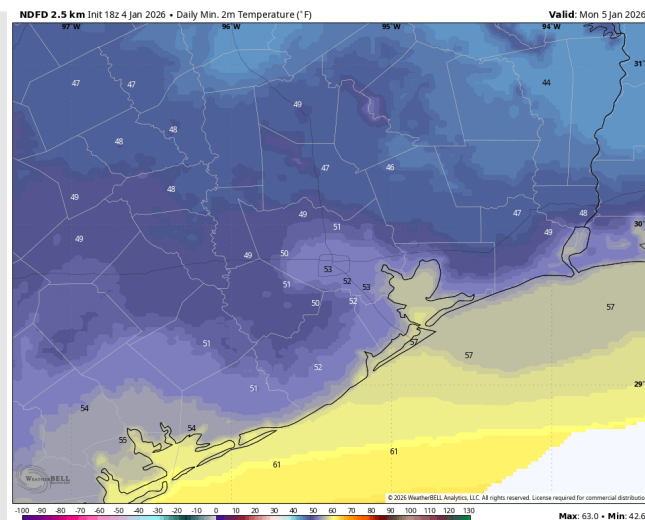 NDFD 2.5 km Init 18z 4 Jan 2026 • Daily Min. 2m Temperature (°F)
Valid: Mon 5 Jan 2026
97°W 96°W 95°W 94°W
31°
47 47 44
49
48 48
47 46
48
49
49 47 48
51 49 30°
49
49 50
53
51 52 53
50 52
57
51 57
57
52
51 29°
54
54
55
61
61
WEATHERBELL
© 2026 WeatherBELL Analytics, LLC. All rights reserved. License required for commercial distributio
-100 -90 -80 -70 -60 -50 -40 -30 -20 -10 0 10 20 30 40 50 60 70 80 90 100 110 120 130
Max: 63.0 • Min: 42.6